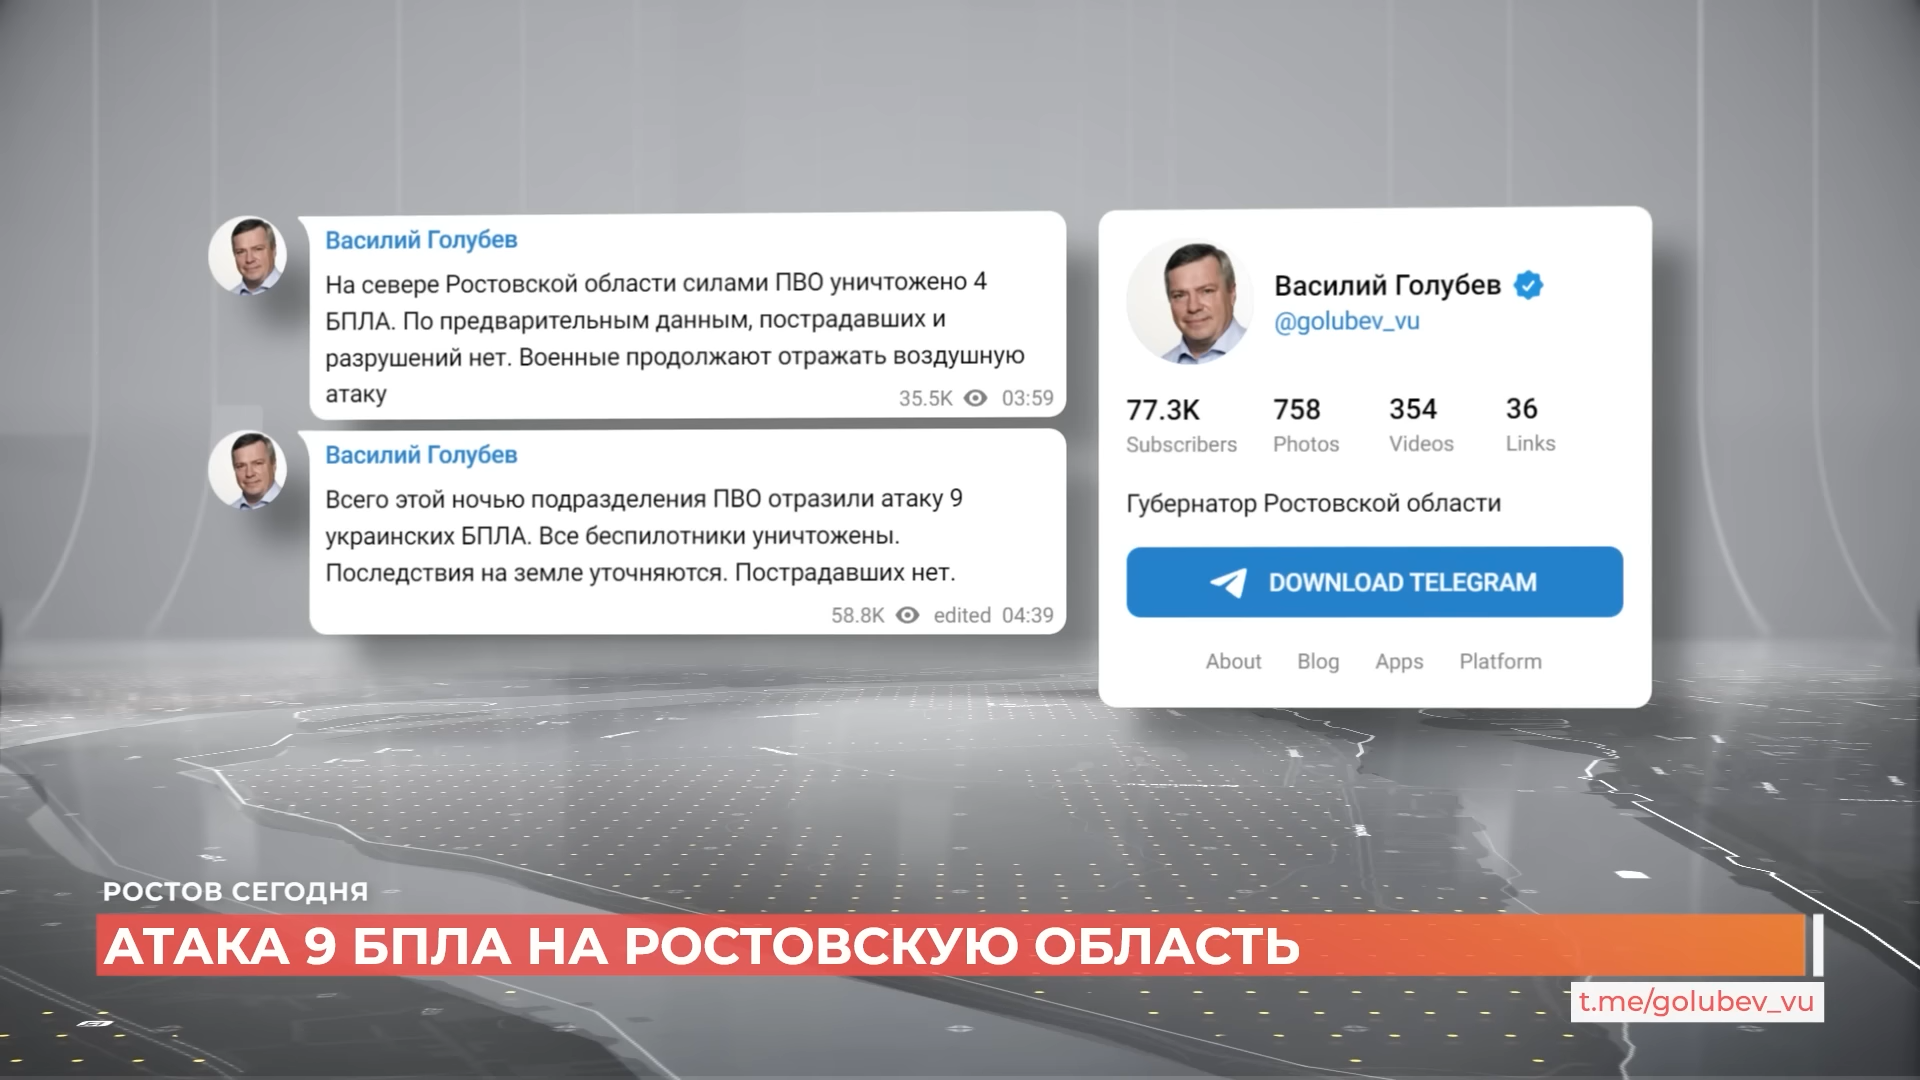 Василий Голубев
На севере Ростовской области силами ПВО уничтожено 4
БПЛА. По предварительным данным, пострадавших и
разрушений нет. Военные продолжают отражать воздушную
атаку
35.5K 03:59
Василий Голубев
Всего этой ночью подразделения ПВО отразили атаку 9
украинских БПЛА. Все беспилотники уничтожены.
Последствия на земле уточняются. Пострадавших нет.
58.8K edited 04:39
Василий Голубев
@golubev_vu
77.3K 758 354 36
Subscribers Photos Videos Links
Губернатор Ростовской области
DOWNLOAD TELEGRAM
About Blog Apps Platform
РОСТОВ СЕГОДНЯ
АТАКА 9 БПЛА НА РОСТОВСКУЮ ОБЛАСТЬ
t.me/golubev_vu